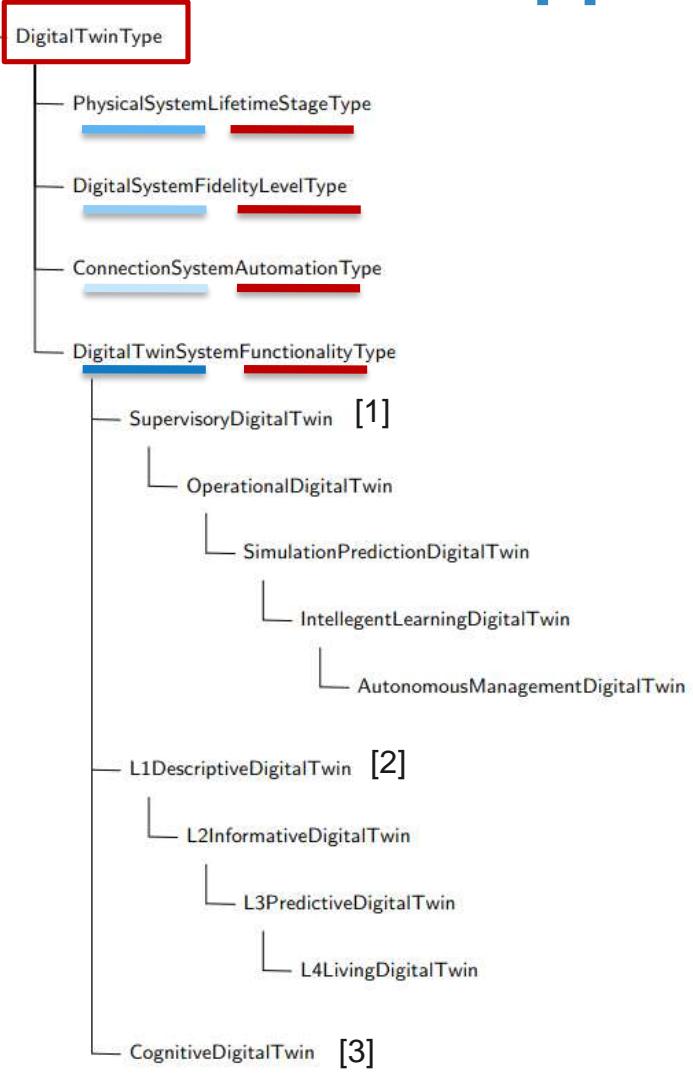 DigitalTwinType
PhysicalSystemLifetimeStageType
DigitalSystemFidelityLevelType
ConnectionSystemAutomationType
DigitalTwinSystemFunctionalityType
SupervisoryDigitalTwin [1]
OperationalDigitalTwin
SimulationPredictionDigitalTwin
IntellegentLearningDigitalTwin
AutonomousManagementDigitalTwin
L1DescriptiveDigitalTwin [2]
L2InformativeDigitalTwin
L3PredictiveDigitalTwin
L4LivingDigitalTwin
CognitiveDigitalTwin [3]